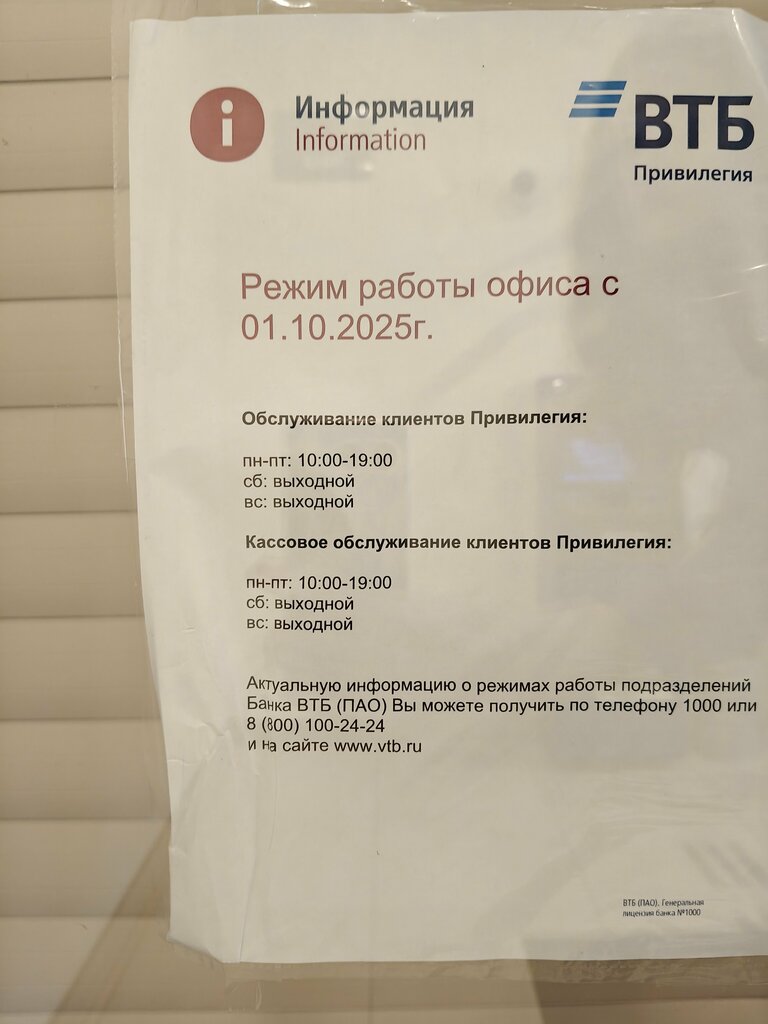 Информация
Information
ВТБ
Привилегия
Режим работы офиса с
01.10.2025г.
Обслуживание клиентов Привилегия:
пн-пт: 10:00-19:00
сб: выходной
вс: выходной
Кассовое обслуживание клиентов Привилегия:
пн-пт: 10:00-19:00
сб: выходной
вс: выходной
Актуальную информацию о режимах работы подразделений
Банка ВТБ (ПАО) Вы можете получить по телефону 1000 или
8 (800) 100-24-24
и на сайте www.vtb.ru
ВТБ (ПАО), Генеральная
лицензия банка №1000